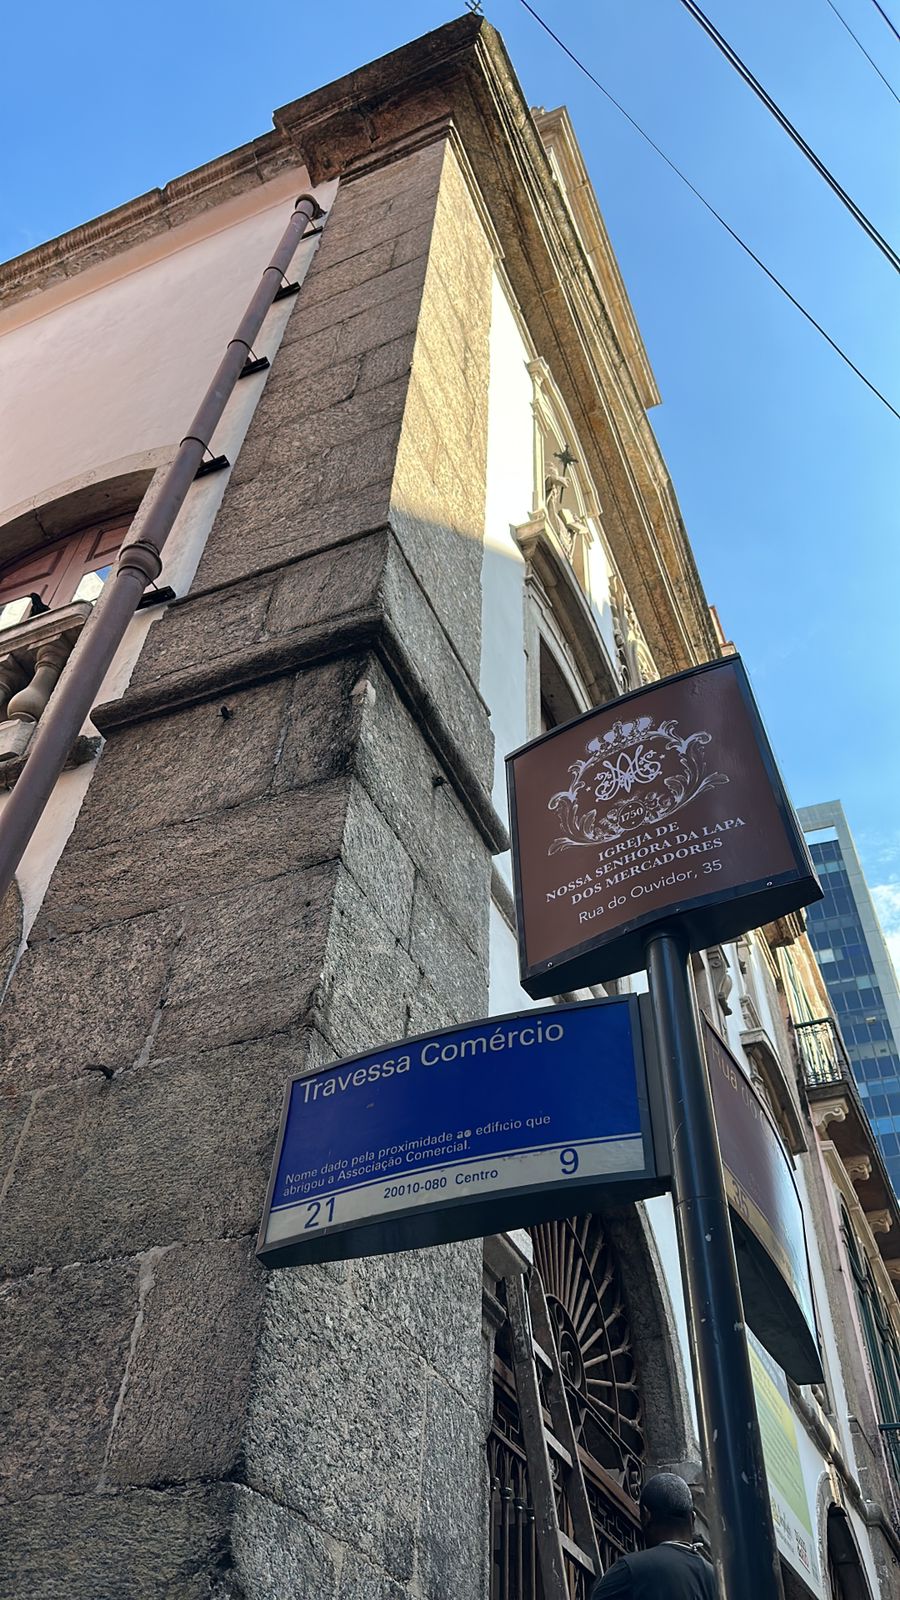 1750
IGREJA DE
NOSSA SENHORA DA LAPA
DOS MERCADORES
Rua do Ouvidor, 35
Travessa Comércio
Nome dado pela proximidade ao edifício que
abrigou a Associação Comercial.
21 20010-080 Centro 9
35